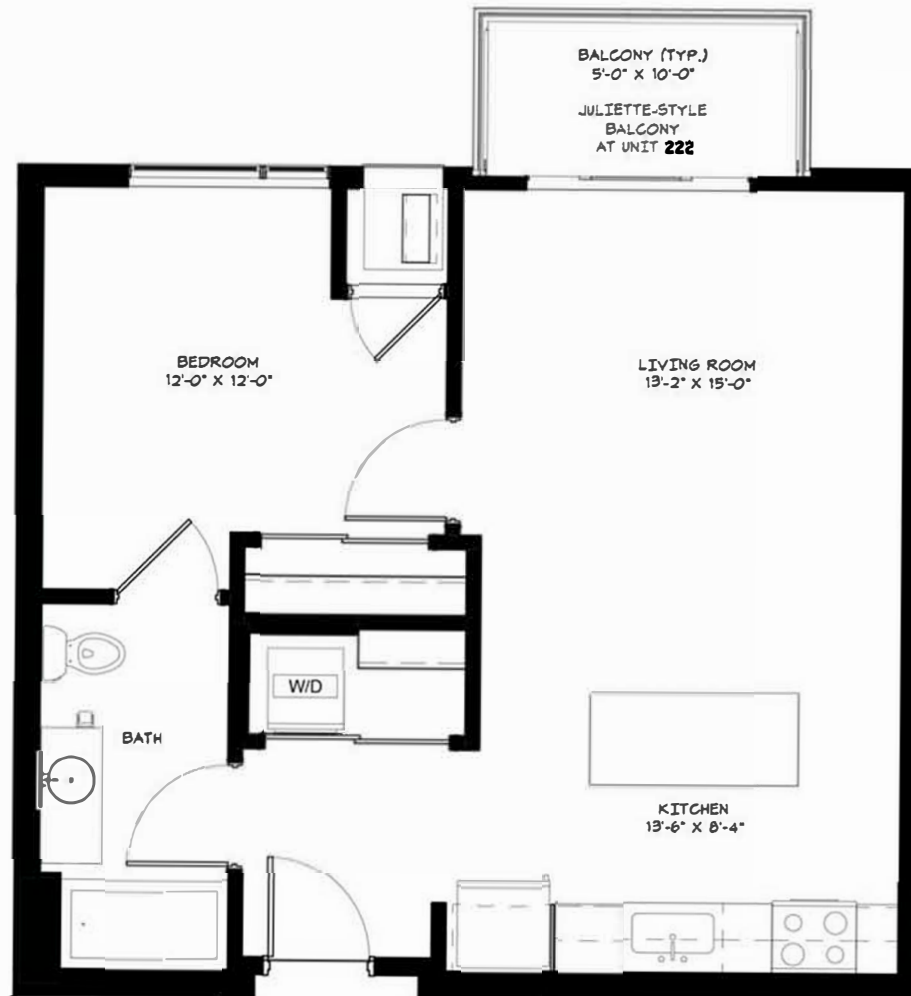 BALCONY (TYP.)
5'-0" X 10'-0"
JULIETTE-STYLE
BALCONY
AT UNIT 222
BEDROOM
12'-0" X 12'-0"
LIVING ROOM
13'-2" X 15'-0"
W/D
BATH
KITCHEN
13'-6" X 8'-4"